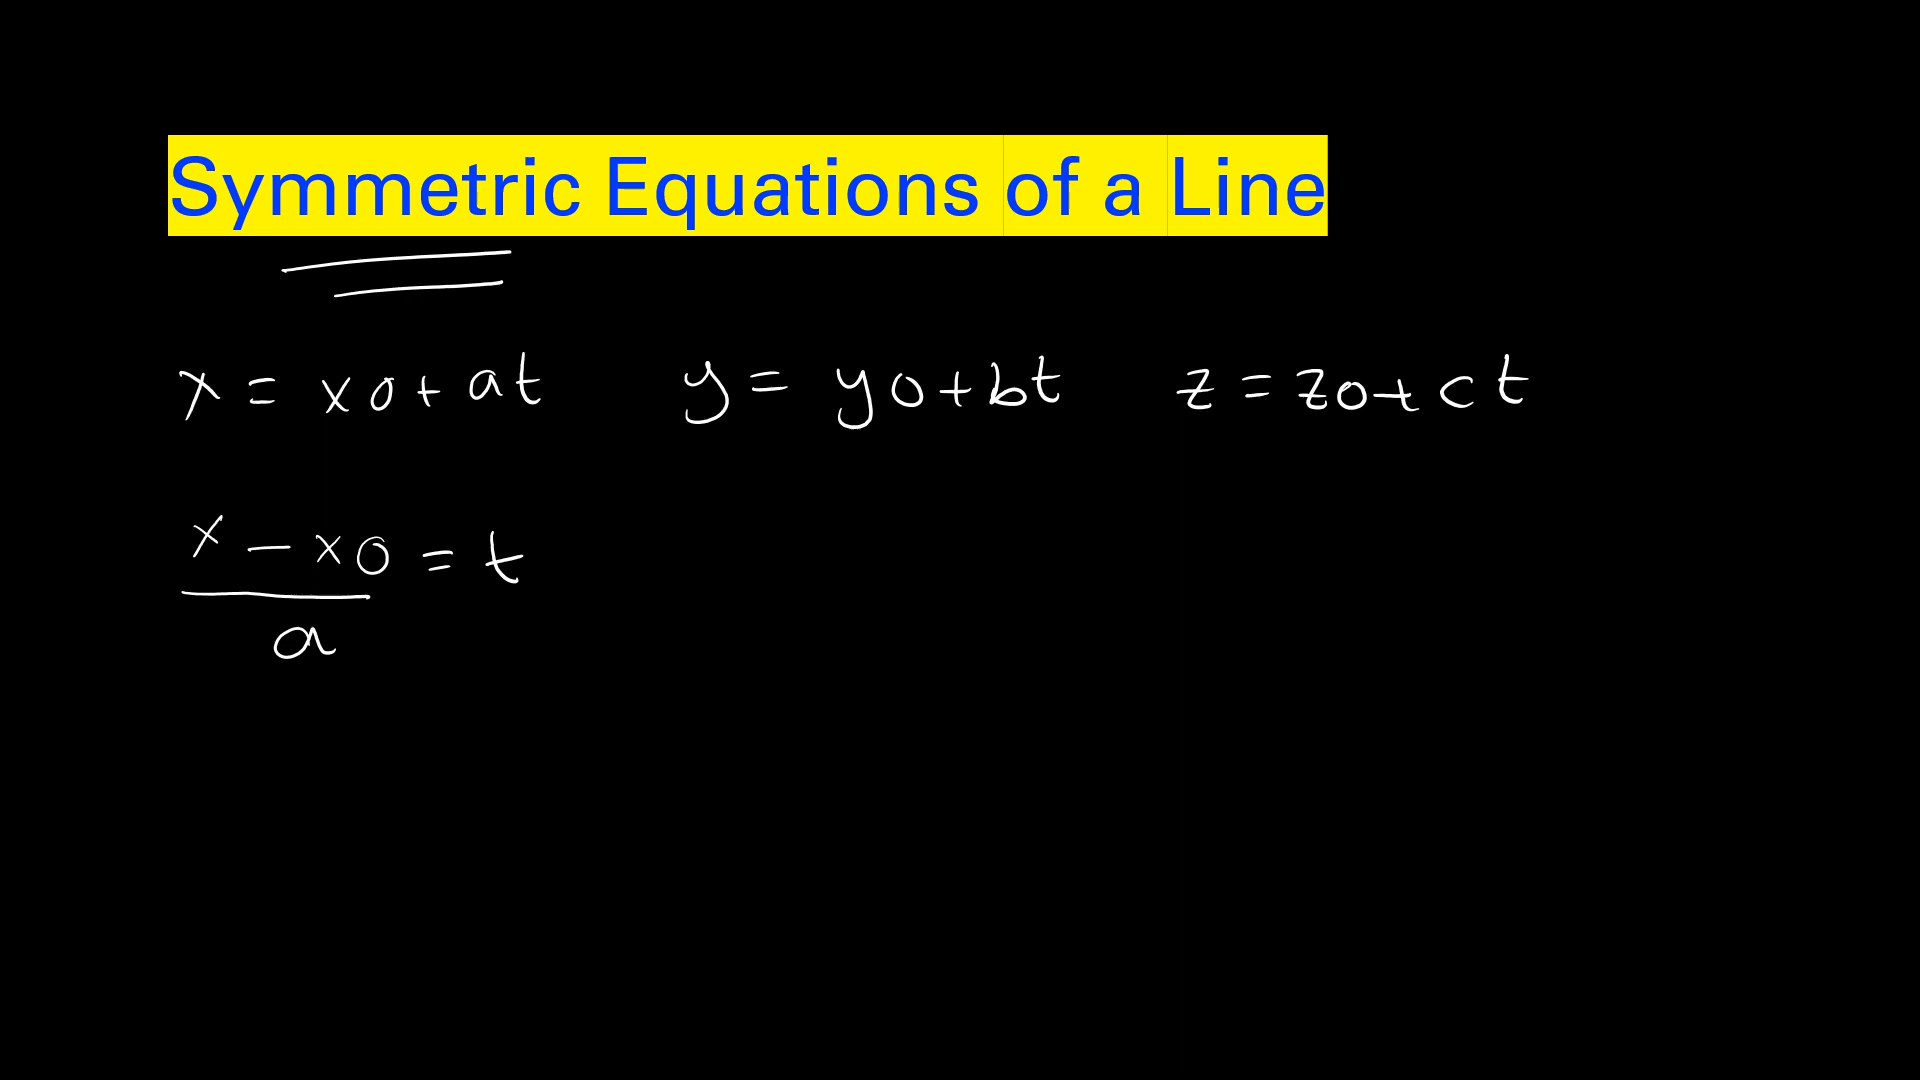 Symmetric Equations of a Line
x = x0 + at y = y0 + bt z = z0 + ct
x - x0 = t
a